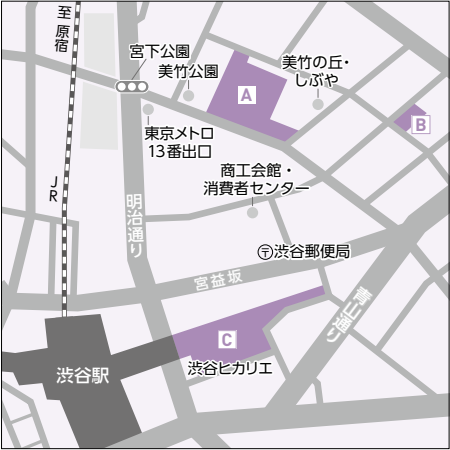 至 原宿
宮下公園
美竹公園
美竹の丘・
しぶや
A
B
東京メトロ
13番出口
商工会館・
消費者センター
JR
明治通り
〒渋谷郵便局
宮益坂
青山通り
C
渋谷ヒカリエ
渋谷駅